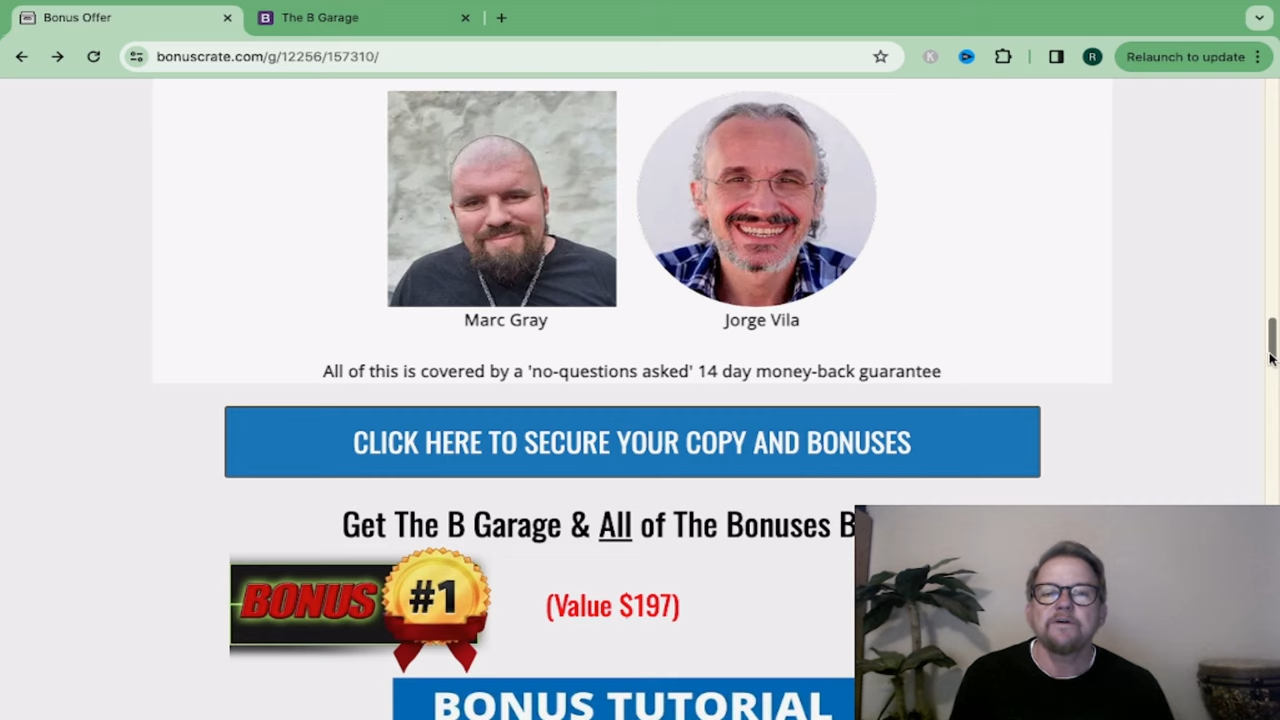 Bonus Offer
B The B Garage
bonuscrate.com/g/12256/157310/
K
R
Relaunch to update
Marc Gray
Jorge Vila
All of this is covered by a 'no-questions asked' 14 day money-back guarantee
CLICK HERE TO SECURE YOUR COPY AND BONUSES
Get The B Garage & All of The Bonuses B
BONUS #1
(Value $197)
BONUS TUTORIAL